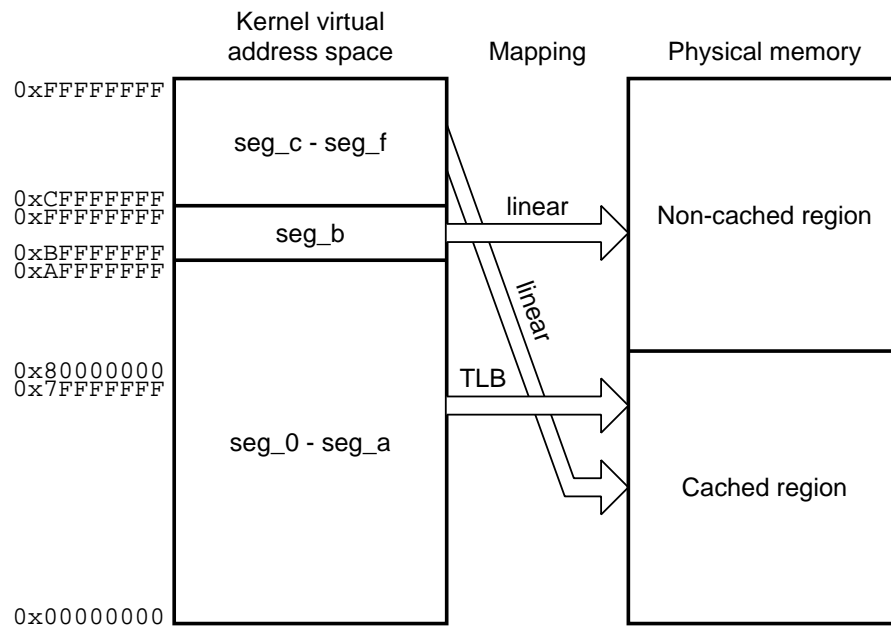 Kernel virtual
address space
Mapping
Physical memory
0xFFFFFFFF
seg_c - seg_f
0xCFFFFFFF
0xFFFFFFFF
linear
Non-cached region
seg_b
0xBFFFFFFF
0xAFFFFFFF
linear
0x80000000
0x7FFFFFFF
TLB
seg_0 - seg_a
Cached region
0x00000000